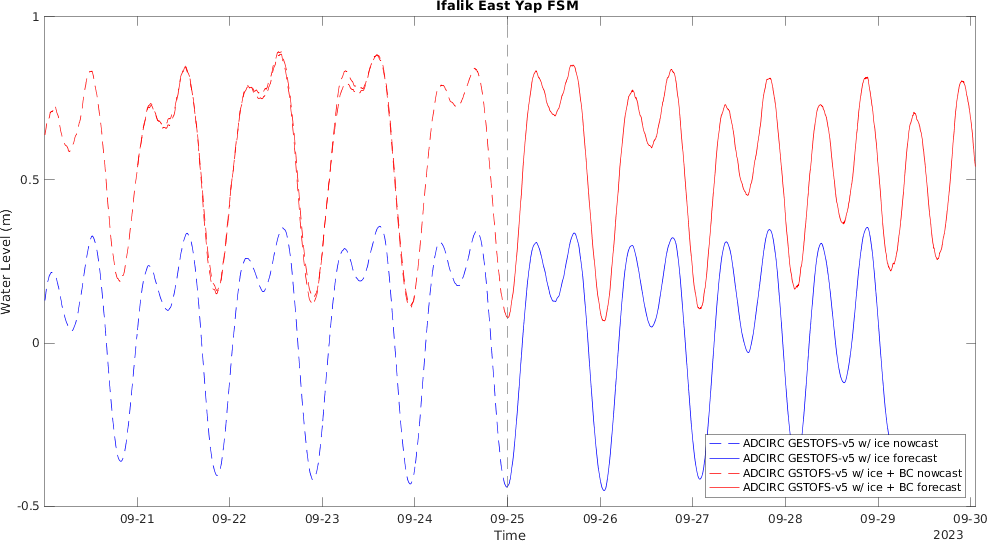 Ifalik East Yap FSM
1
0.5
0
-0.5
Water Level (m)
09-21 09-22 09-23 09-24 09-25 09-26 09-27 09-28 09-29 09-30
Time
2023
ADCIRC GESTOFS-v5 w/ ice nowcast
ADCIRC GESTOFS-v5 w/ ice forecast
ADCIRC GSTOFS-v5 w/ ice + BC nowcast
ADCIRC GSTOFS-v5 w/ ice + BC forecast